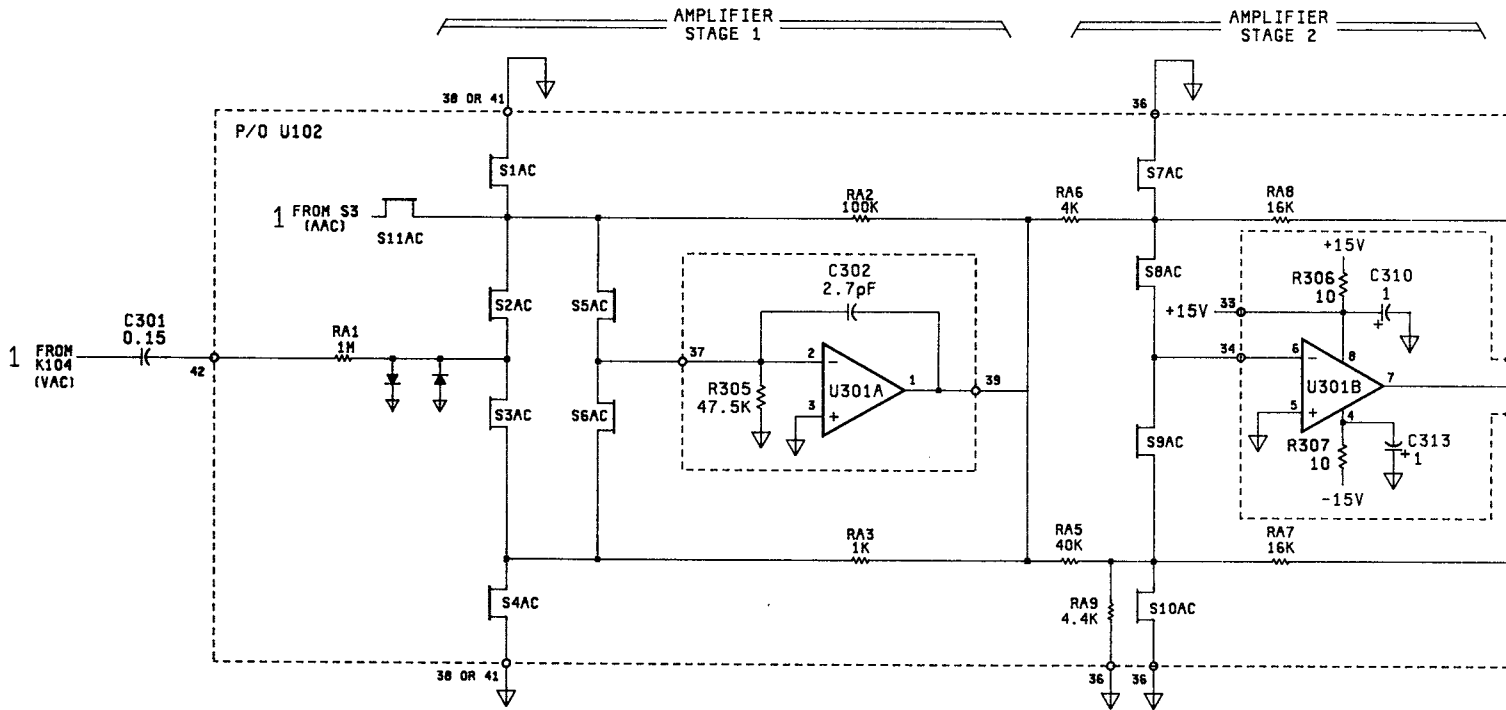 AMPLIFIER
STAGE 1
AMPLIFIER
STAGE 2
38 OR 41
36
P/O U102
S1AC
S7AC
1 FROM S3
(AAC)
S11AC
RA2
100K
RA6
4K
RA8
16K
S2AC
S5AC
C302
2.7pF
S8AC
+15V
R306
10
C310
1
+
+15V
33
C301
0.15
1 FROM
K104
(VAC)
42
RA1
1M
37
2
-
3
+
U301A
1
39
34
6
-
8
5
+
U301B
7
4
R305
47.5K
S3AC
S6AC
S9AC
R307
10
C313
+
1
-15V
RA3
1K
RA5
40K
RA7
16K
S4AC
RA9
4.4K
S10AC
38 OR 41
36
36